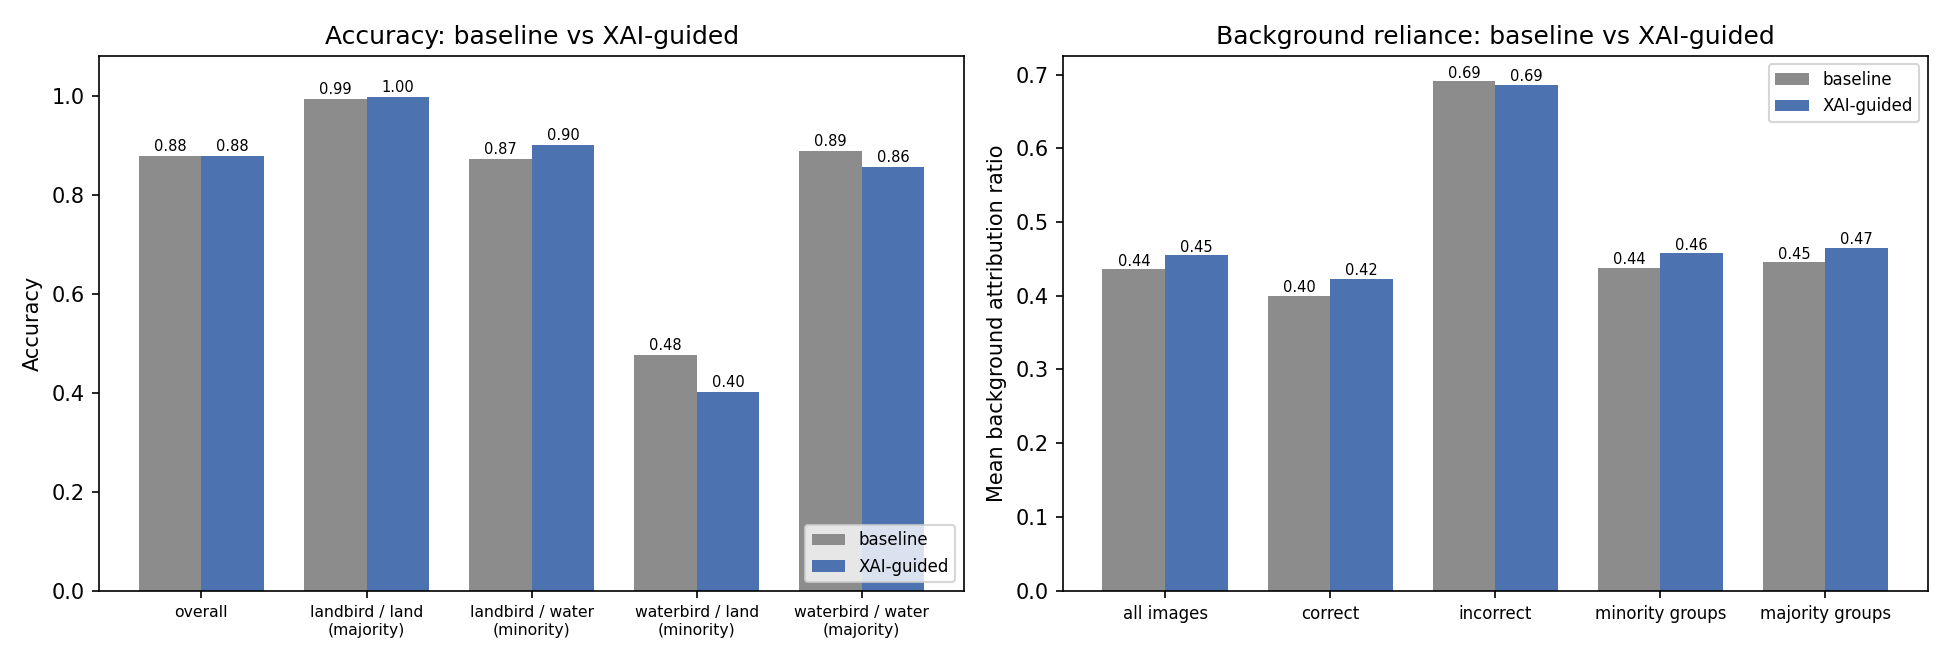 Accuracy: baseline vs XAI-guided
Accuracy
1.0
0.8
0.6
0.4
0.2
0.0
0.88
0.88
0.99
1.00
0.87
0.90
0.48
0.40
0.89
0.86
baseline
XAI-guided
overall
landbird / land
(majority)
landbird / water
(minority)
waterbird / land
(minority)
waterbird / water
(majority)
Background reliance: baseline vs XAI-guided
Mean background attribution ratio
0.7
0.6
0.5
0.4
0.3
0.2
0.1
0.0
0.44
0.45
0.40
0.42
0.69
0.69
0.44
0.46
0.45
0.47
baseline
XAI-guided
all images
correct
incorrect
minority groups
majority groups